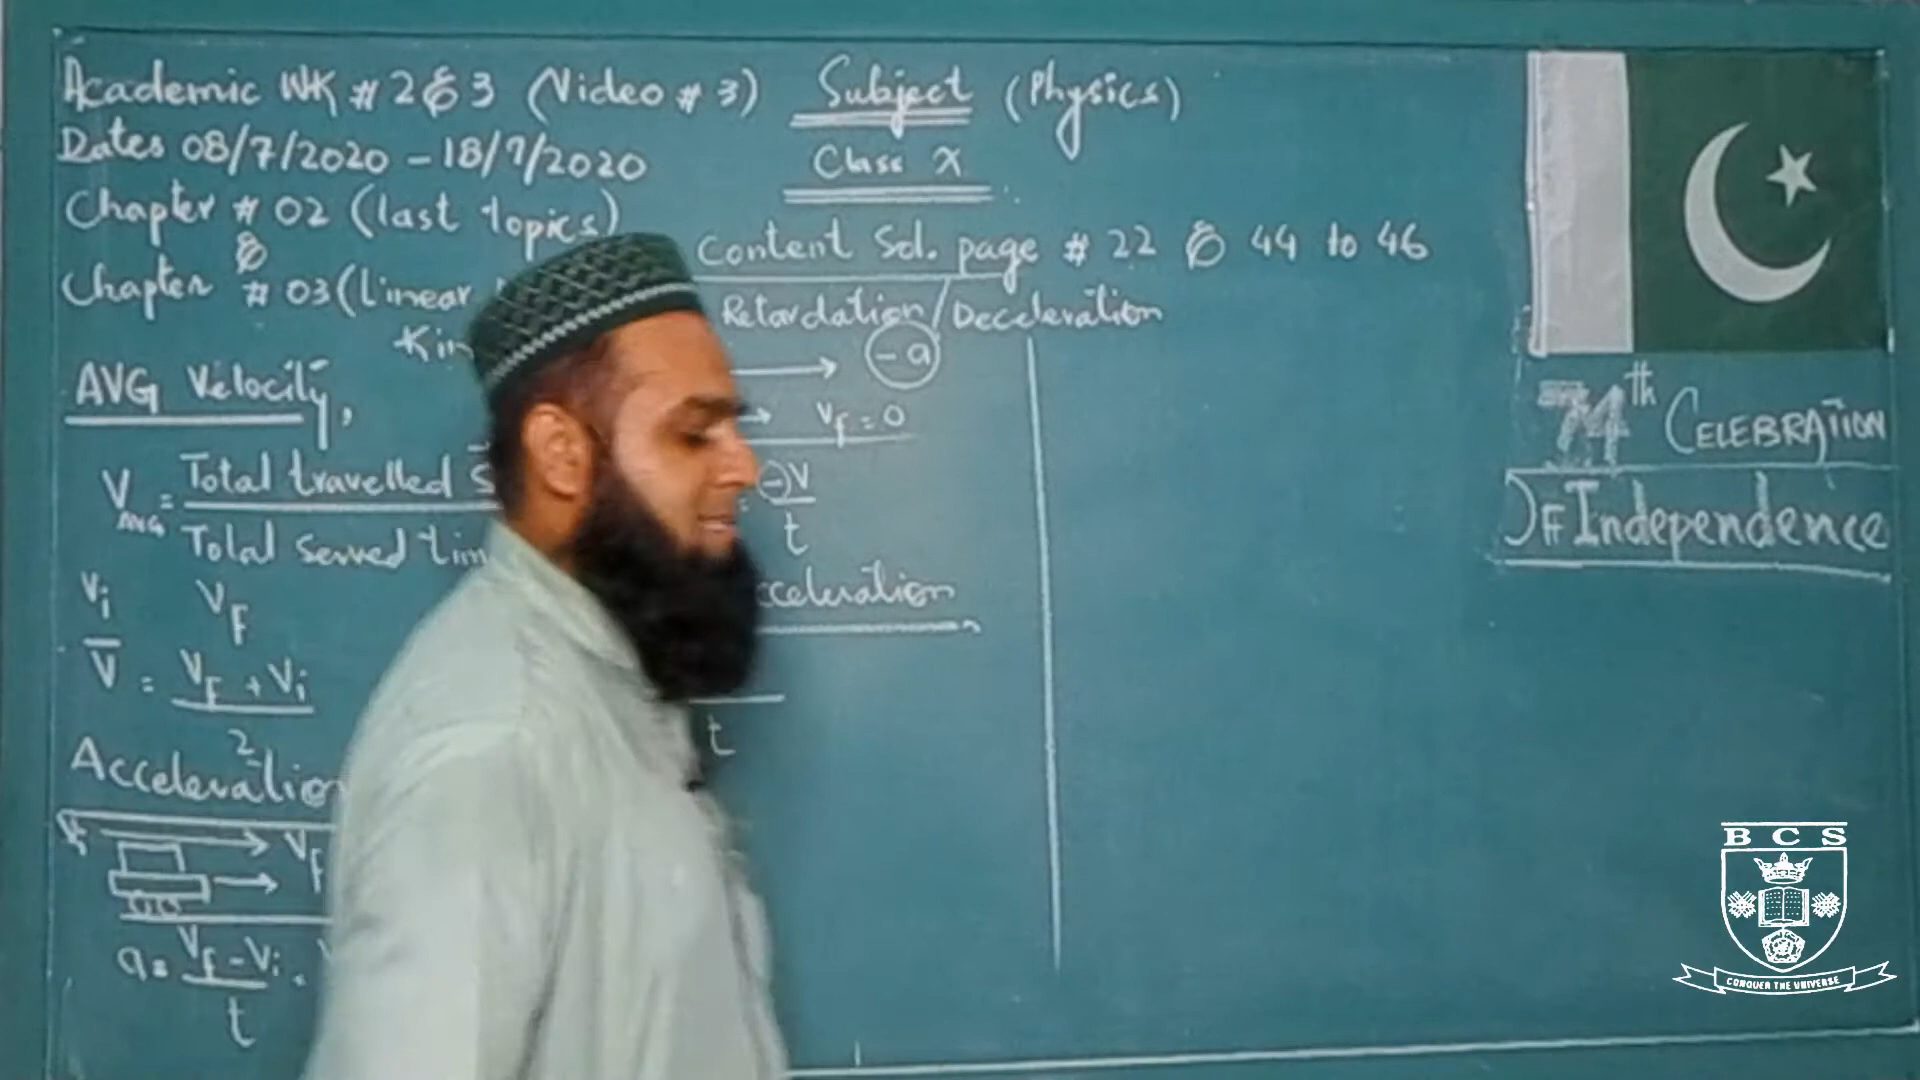 Academic WK # 2 & 3 (Video # 3)
Subject (Physics)
Dates 08/7/2020 - 18/7/2020
Class X
Chapter # 02 (last topics)
&
Content Sol. page # 22 & 44 to 46
Chapter # 03 (linear
Retardation/Deceleration
-a
AVG Velocity,
VF = 0
V AVG = Total travelled S
Total served tim
-V
t
Vi VF
cceleration
V̄ = VF + Vi
2
t
Acceleration
VF
F
a = VF - Vi
t
74th CELEBRATION
OF Independence
BCS
CONQUER THE UNIVERSE